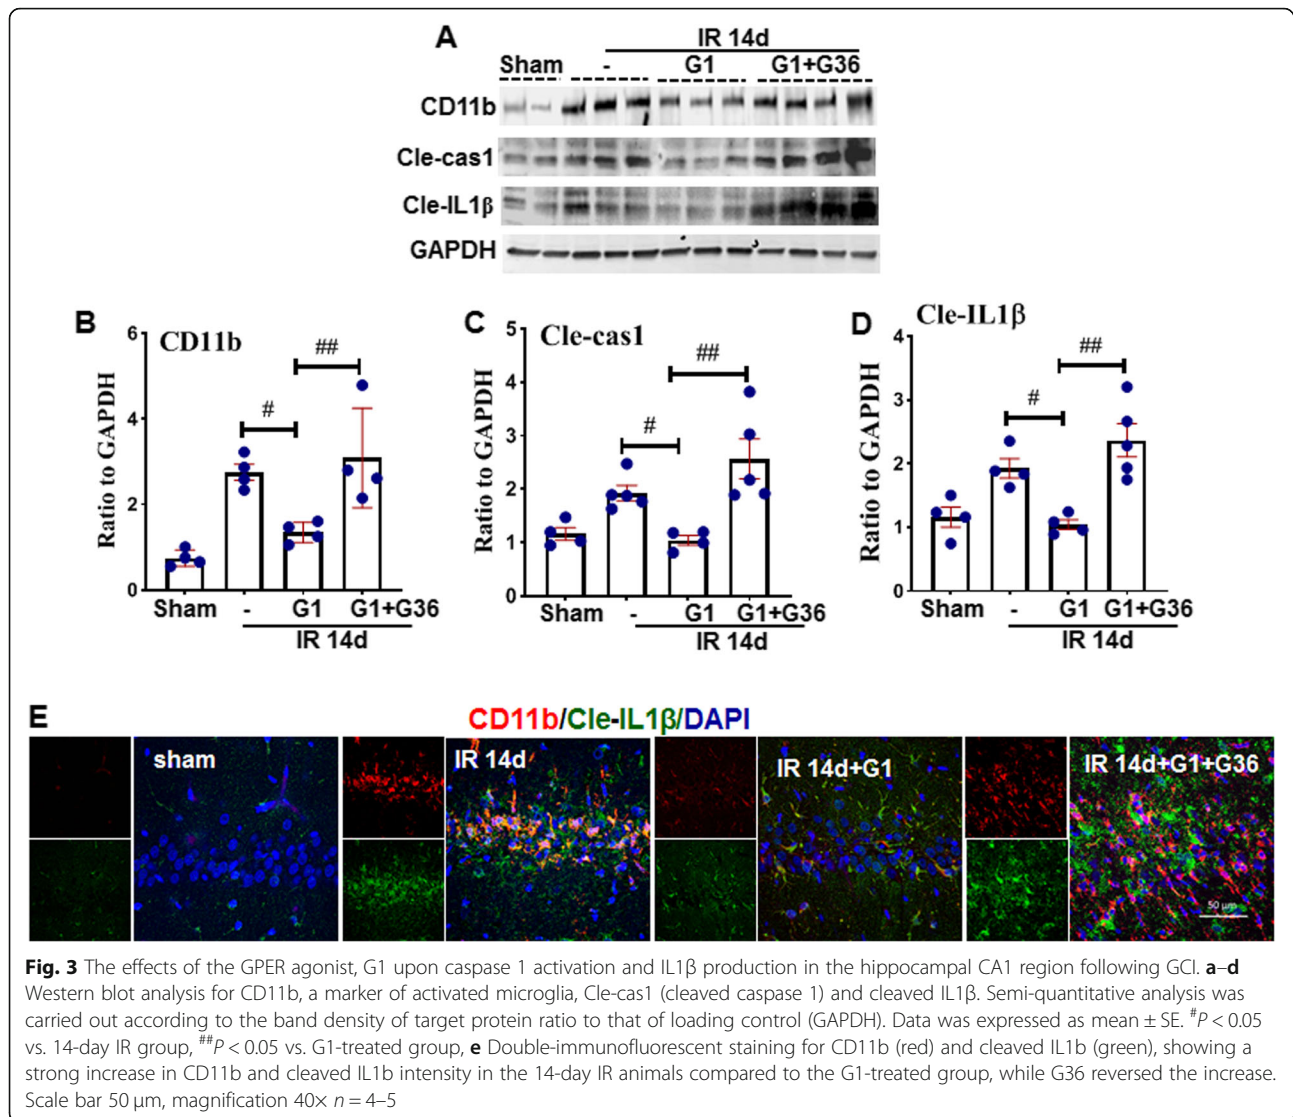 A
IR 14d
Sham - G1 G1+G36
CD11b
Cle-cas1
Cle-IL1β
GAPDH
B
CD11b
Ratio to GAPDH
6
4
2
0
#
##
Sham - G1 G1+G36
IR 14d
C
Cle-cas1
Ratio to GAPDH
5
4
3
2
1
0
#
##
Sham - G1 G1+G36
IR 14d
D
Cle-IL1β
Ratio to GAPDH
4
3
2
1
0
#
##
Sham - G1 G1+G36
IR 14d
E
CD11b/Cle-IL1β/DAPI
sham
IR 14d
IR 14d+G1
IR 14d+G1+G36
50 µm
Fig. 3 The effects of the GPER agonist, G1 upon caspase 1 activation and IL1β production in the hippocampal CA1 region following GCI. a–d
Western blot analysis for CD11b, a marker of activated microglia, Cle-cas1 (cleaved caspase 1) and cleaved IL1β. Semi-quantitative analysis was
carried out according to the band density of target protein ratio to that of loading control (GAPDH). Data was expressed as mean ± SE. #P < 0.05
vs. 14-day IR group, ##P < 0.05 vs. G1-treated group, e Double-immunofluorescent staining for CD11b (red) and cleaved IL1b (green), showing a
strong increase in CD11b and cleaved IL1b intensity in the 14-day IR animals compared to the G1-treated group, while G36 reversed the increase.
Scale bar 50 µm, magnification 40× n = 4–5